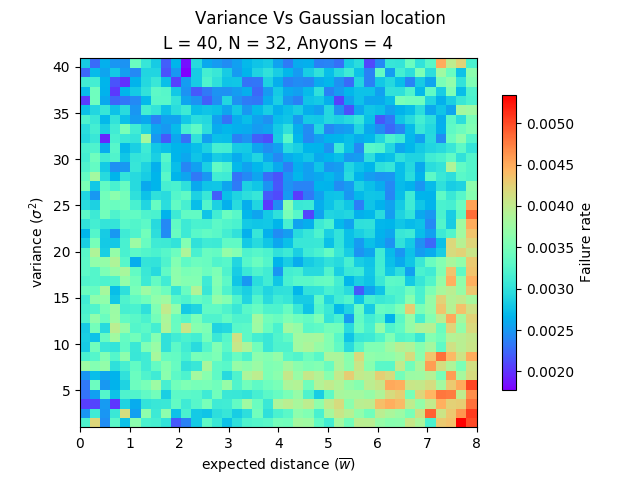 Variance Vs Gaussian location
L = 40, N = 32, Anyons = 4
40
35
30
25
20
15
10
5
variance (σ²)
0 1 2 3 4 5 6 7 8
expected distance (w̅)
0.0050
0.0045
0.0040
0.0035
0.0030
0.0025
0.0020
Failure rate